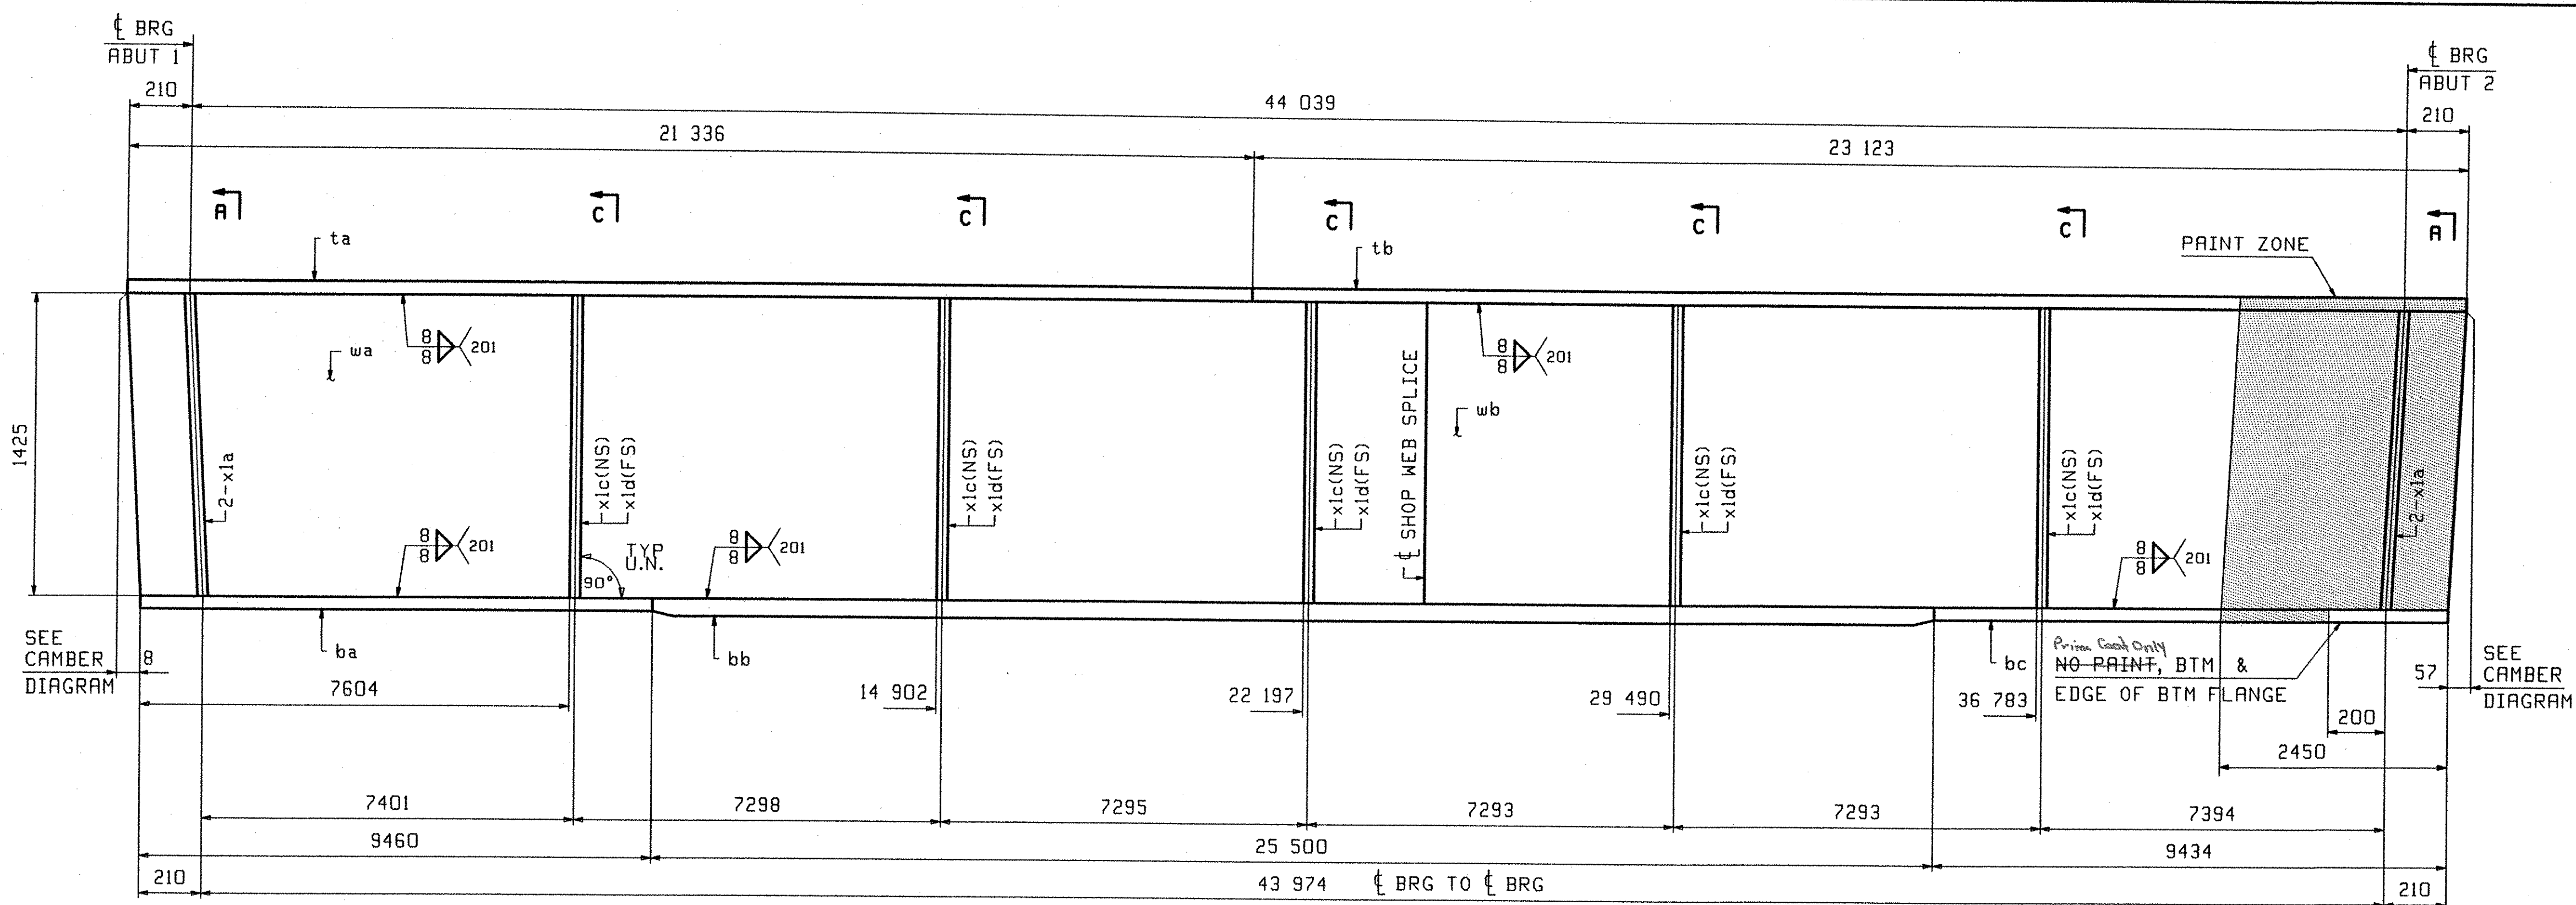 ℄ BRG
ABUT 1
℄ BRG
ABUT 2
210
44 039
210
21 336
23 123
A
C
C
C
C
C
A
ta
tb
PAINT ZONE
1425
wa
8
8
201
8
8
201
wb
2-x1a
x1c(NS)
x1d(FS)
x1c(NS)
x1d(FS)
x1c(NS)
x1d(FS)
℄ SHOP WEB SPLICE
x1c(NS)
x1d(FS)
x1c(NS)
x1d(FS)
2-x1a
8
8
201
TYP
U.N.
90°
8
8
201
8
8
201
SEE
CAMBER
DIAGRAM
8
ba
bb
bc
Prime Coat Only
NO PAINT, BTM &
EDGE OF BTM FLANGE
57
SEE
CAMBER
DIAGRAM
7604
14 902
22 197
29 490
36 783
200
2450
7401
7298
7295
7293
7293
7394
9460
25 500
9434
210
43 974 ℄ BRG TO ℄ BRG
210